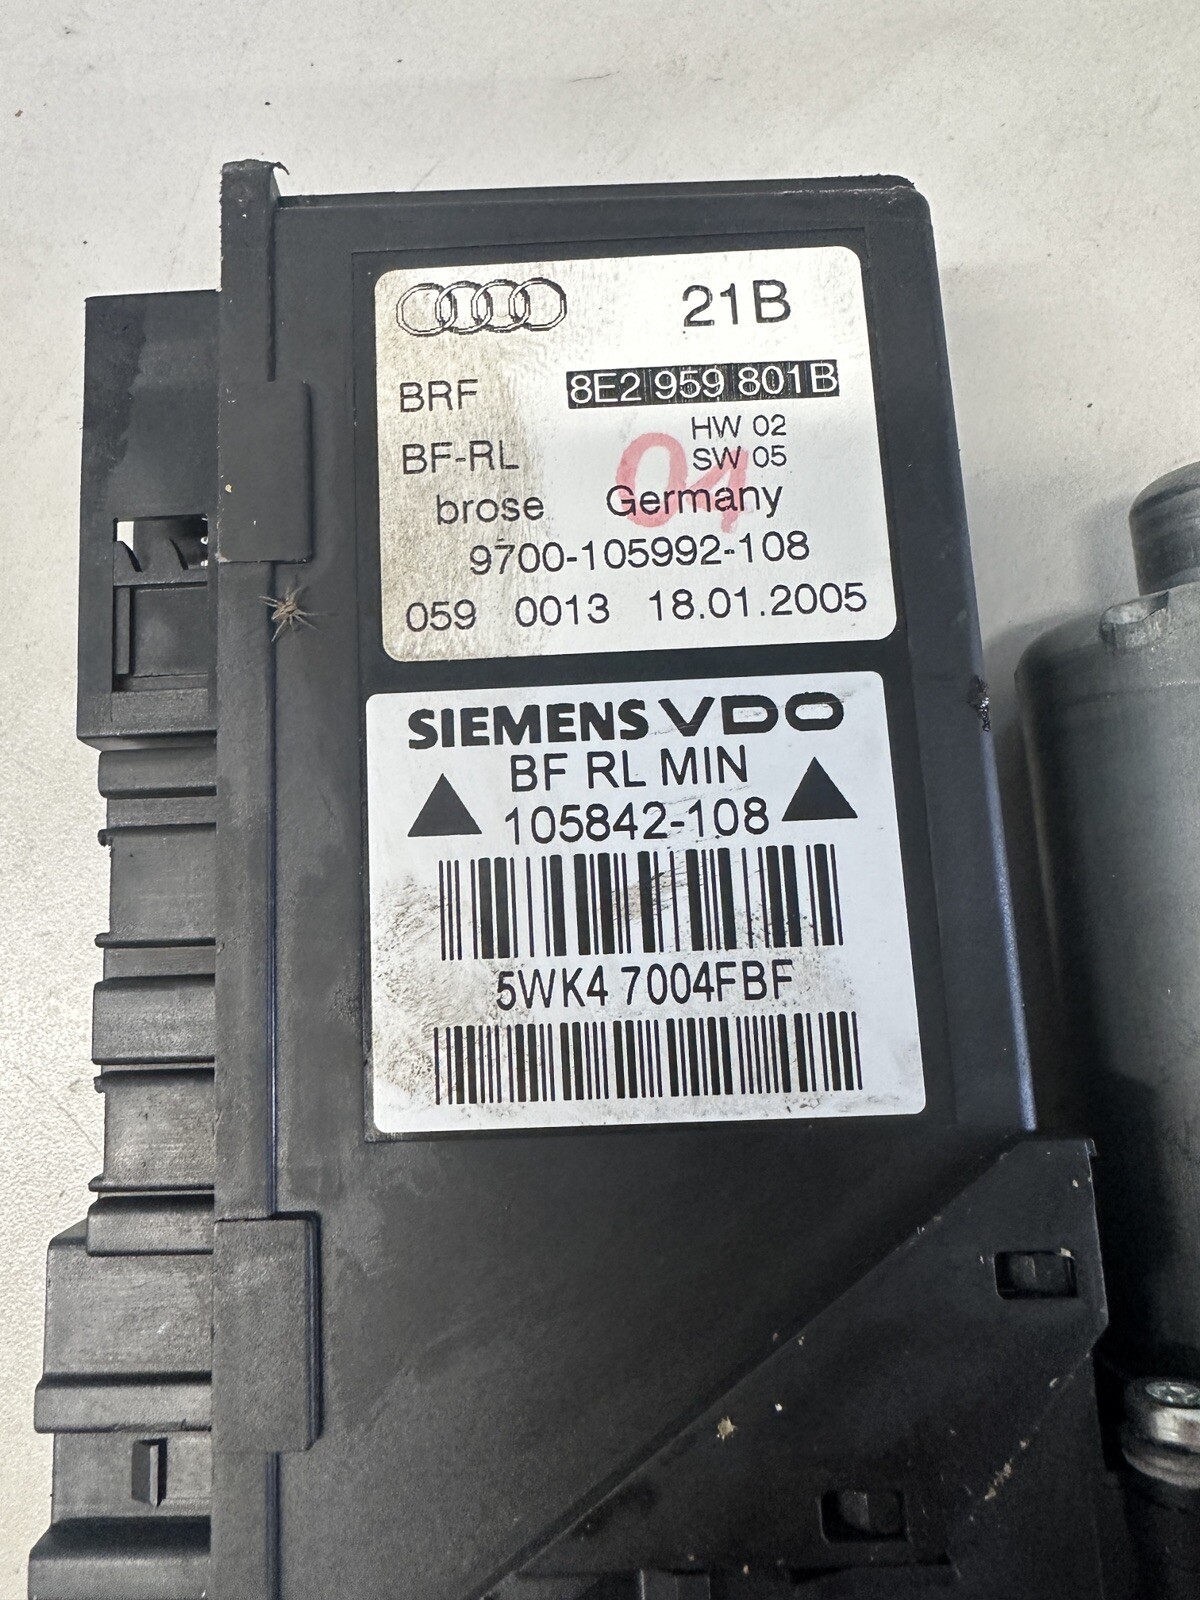 21B
BRF 8E2 959 801B
HW 02
BF-RL SW 05
01
brose Germany
9700-105992-108
059 0013 18.01.2005
SIEMENS VDO
BF RL MIN
105842-108
5WK4 7004FBF